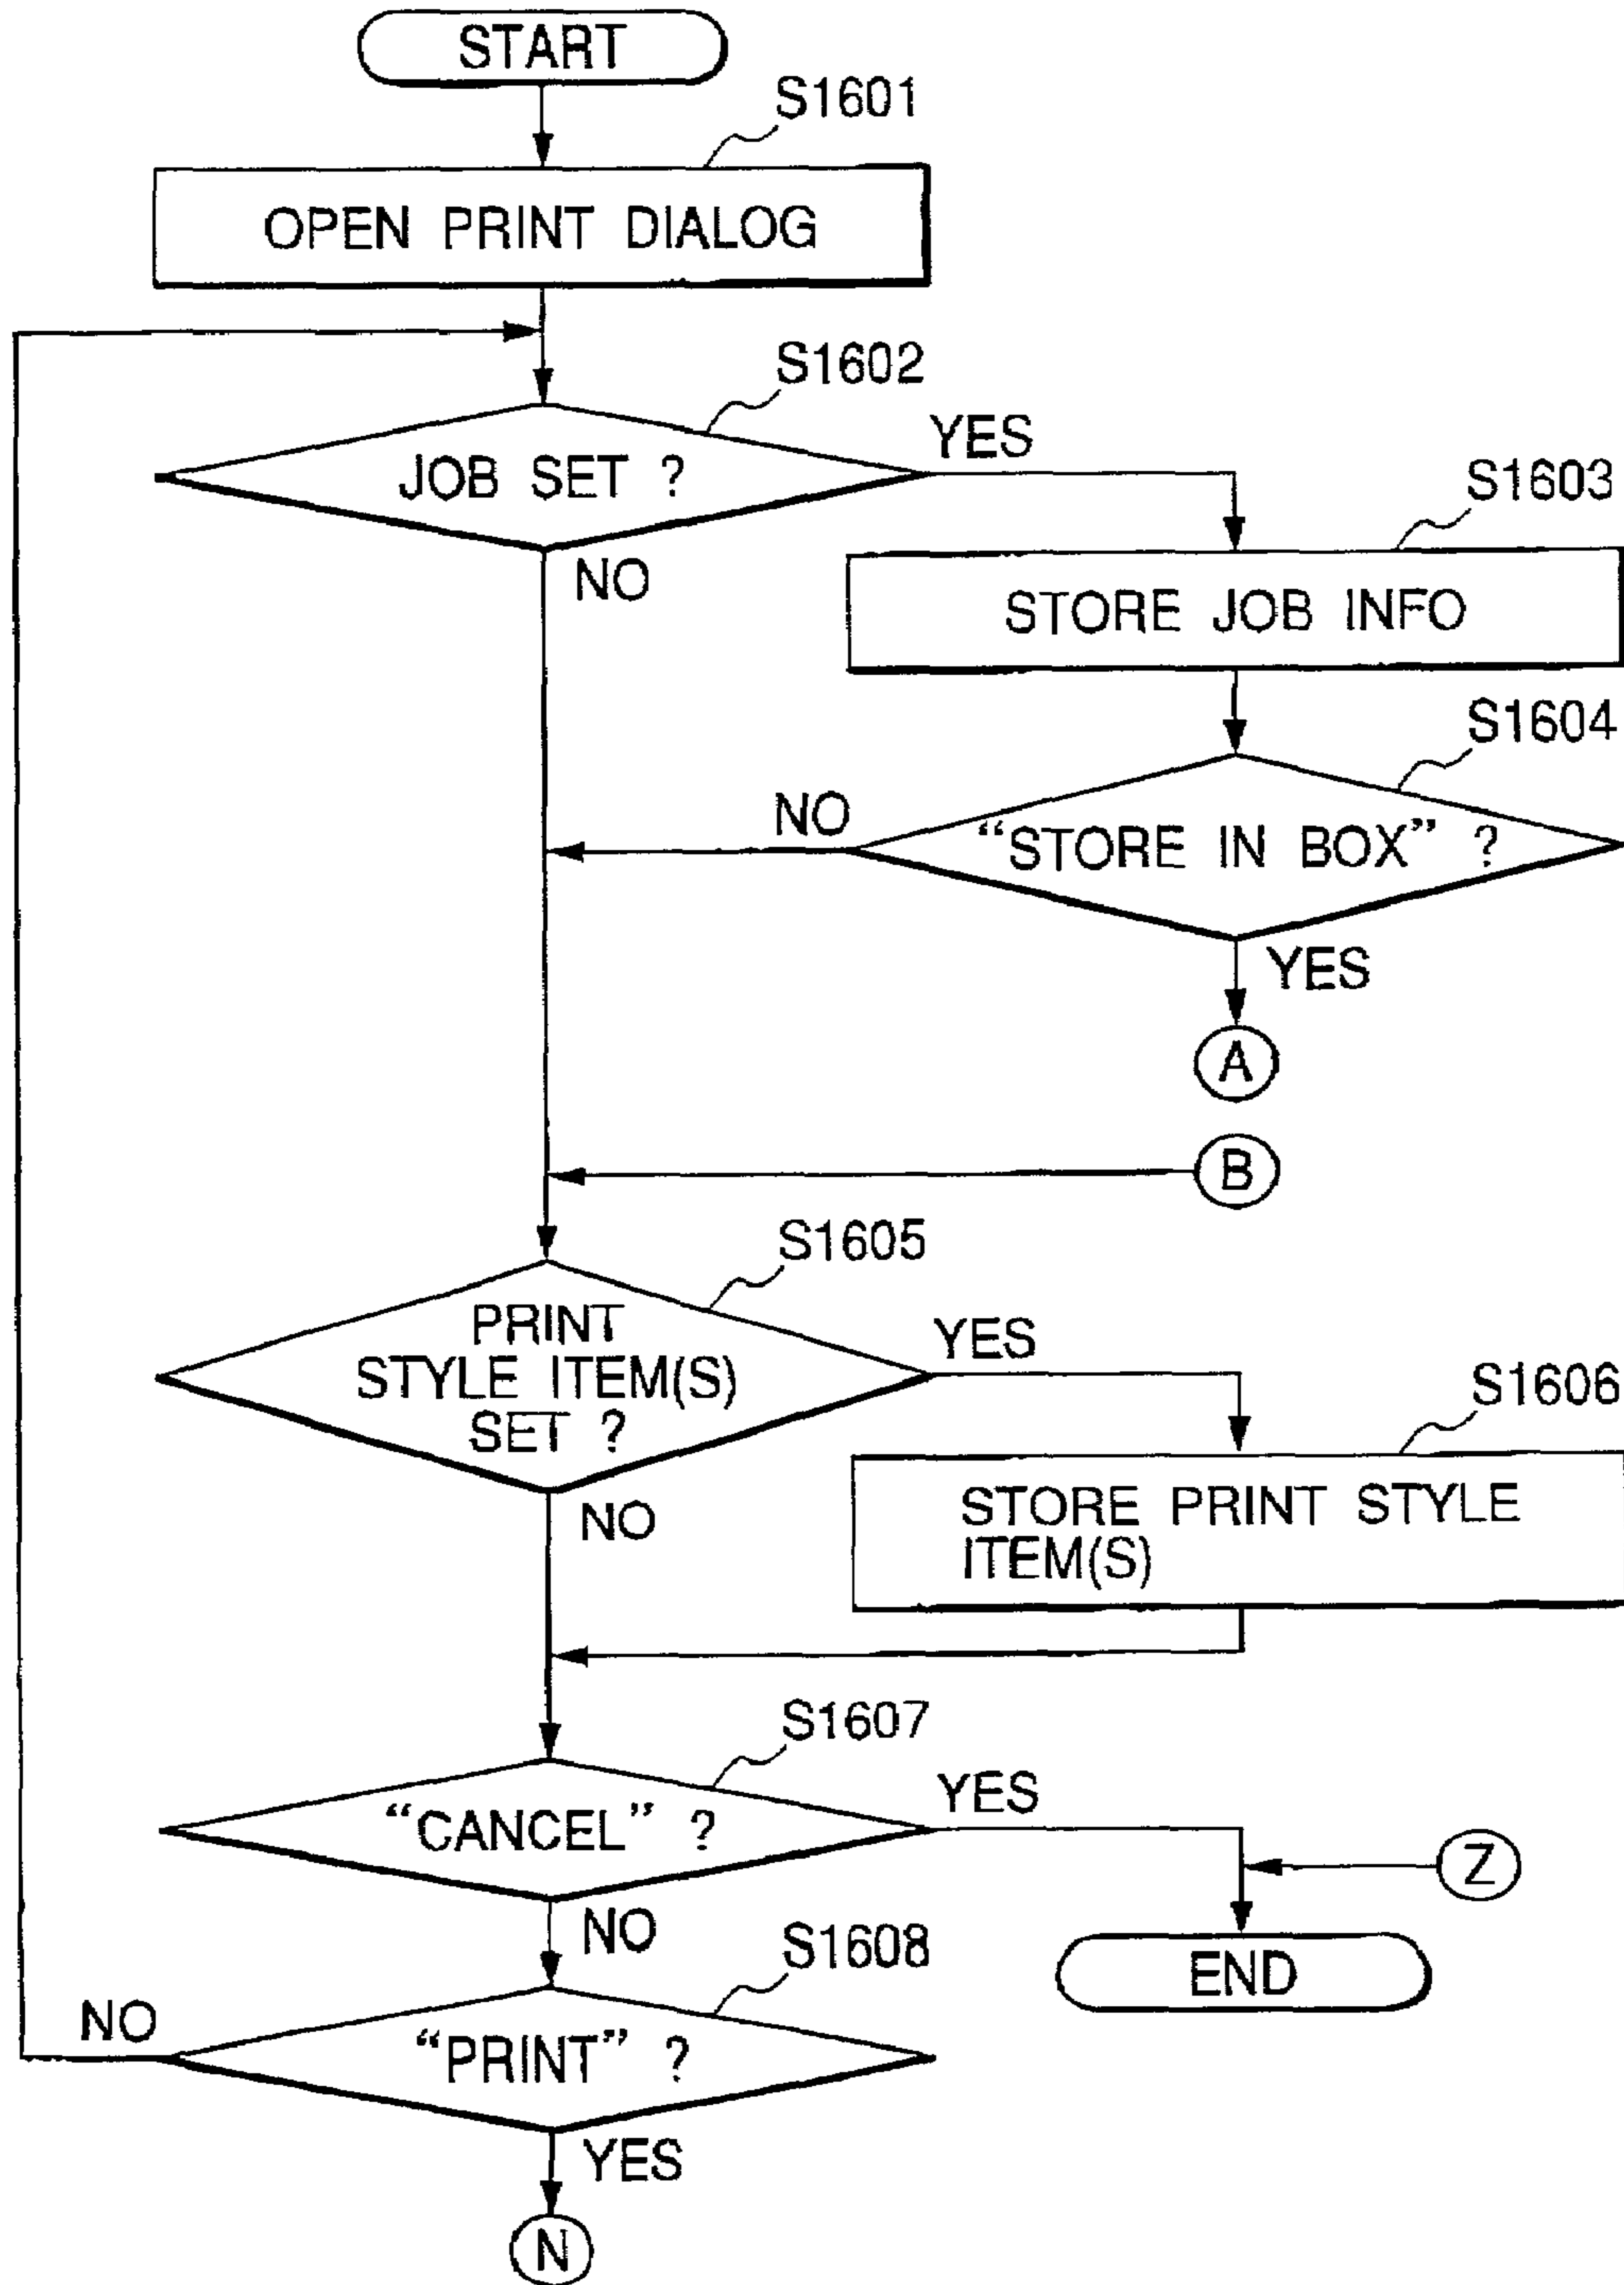 START
S1601
OPEN PRINT DIALOG
S1602
JOB SET ?
YES
NO
S1603
STORE JOB INFO
S1604
“STORE IN BOX” ?
NO
YES
A
B
S1605
PRINT
STYLE ITEM(S)
SET ?
YES
NO
S1606
STORE PRINT STYLE
ITEM(S)
S1607
“CANCEL” ?
YES
NO
Z
END
S1608
“PRINT” ?
NO
YES
N